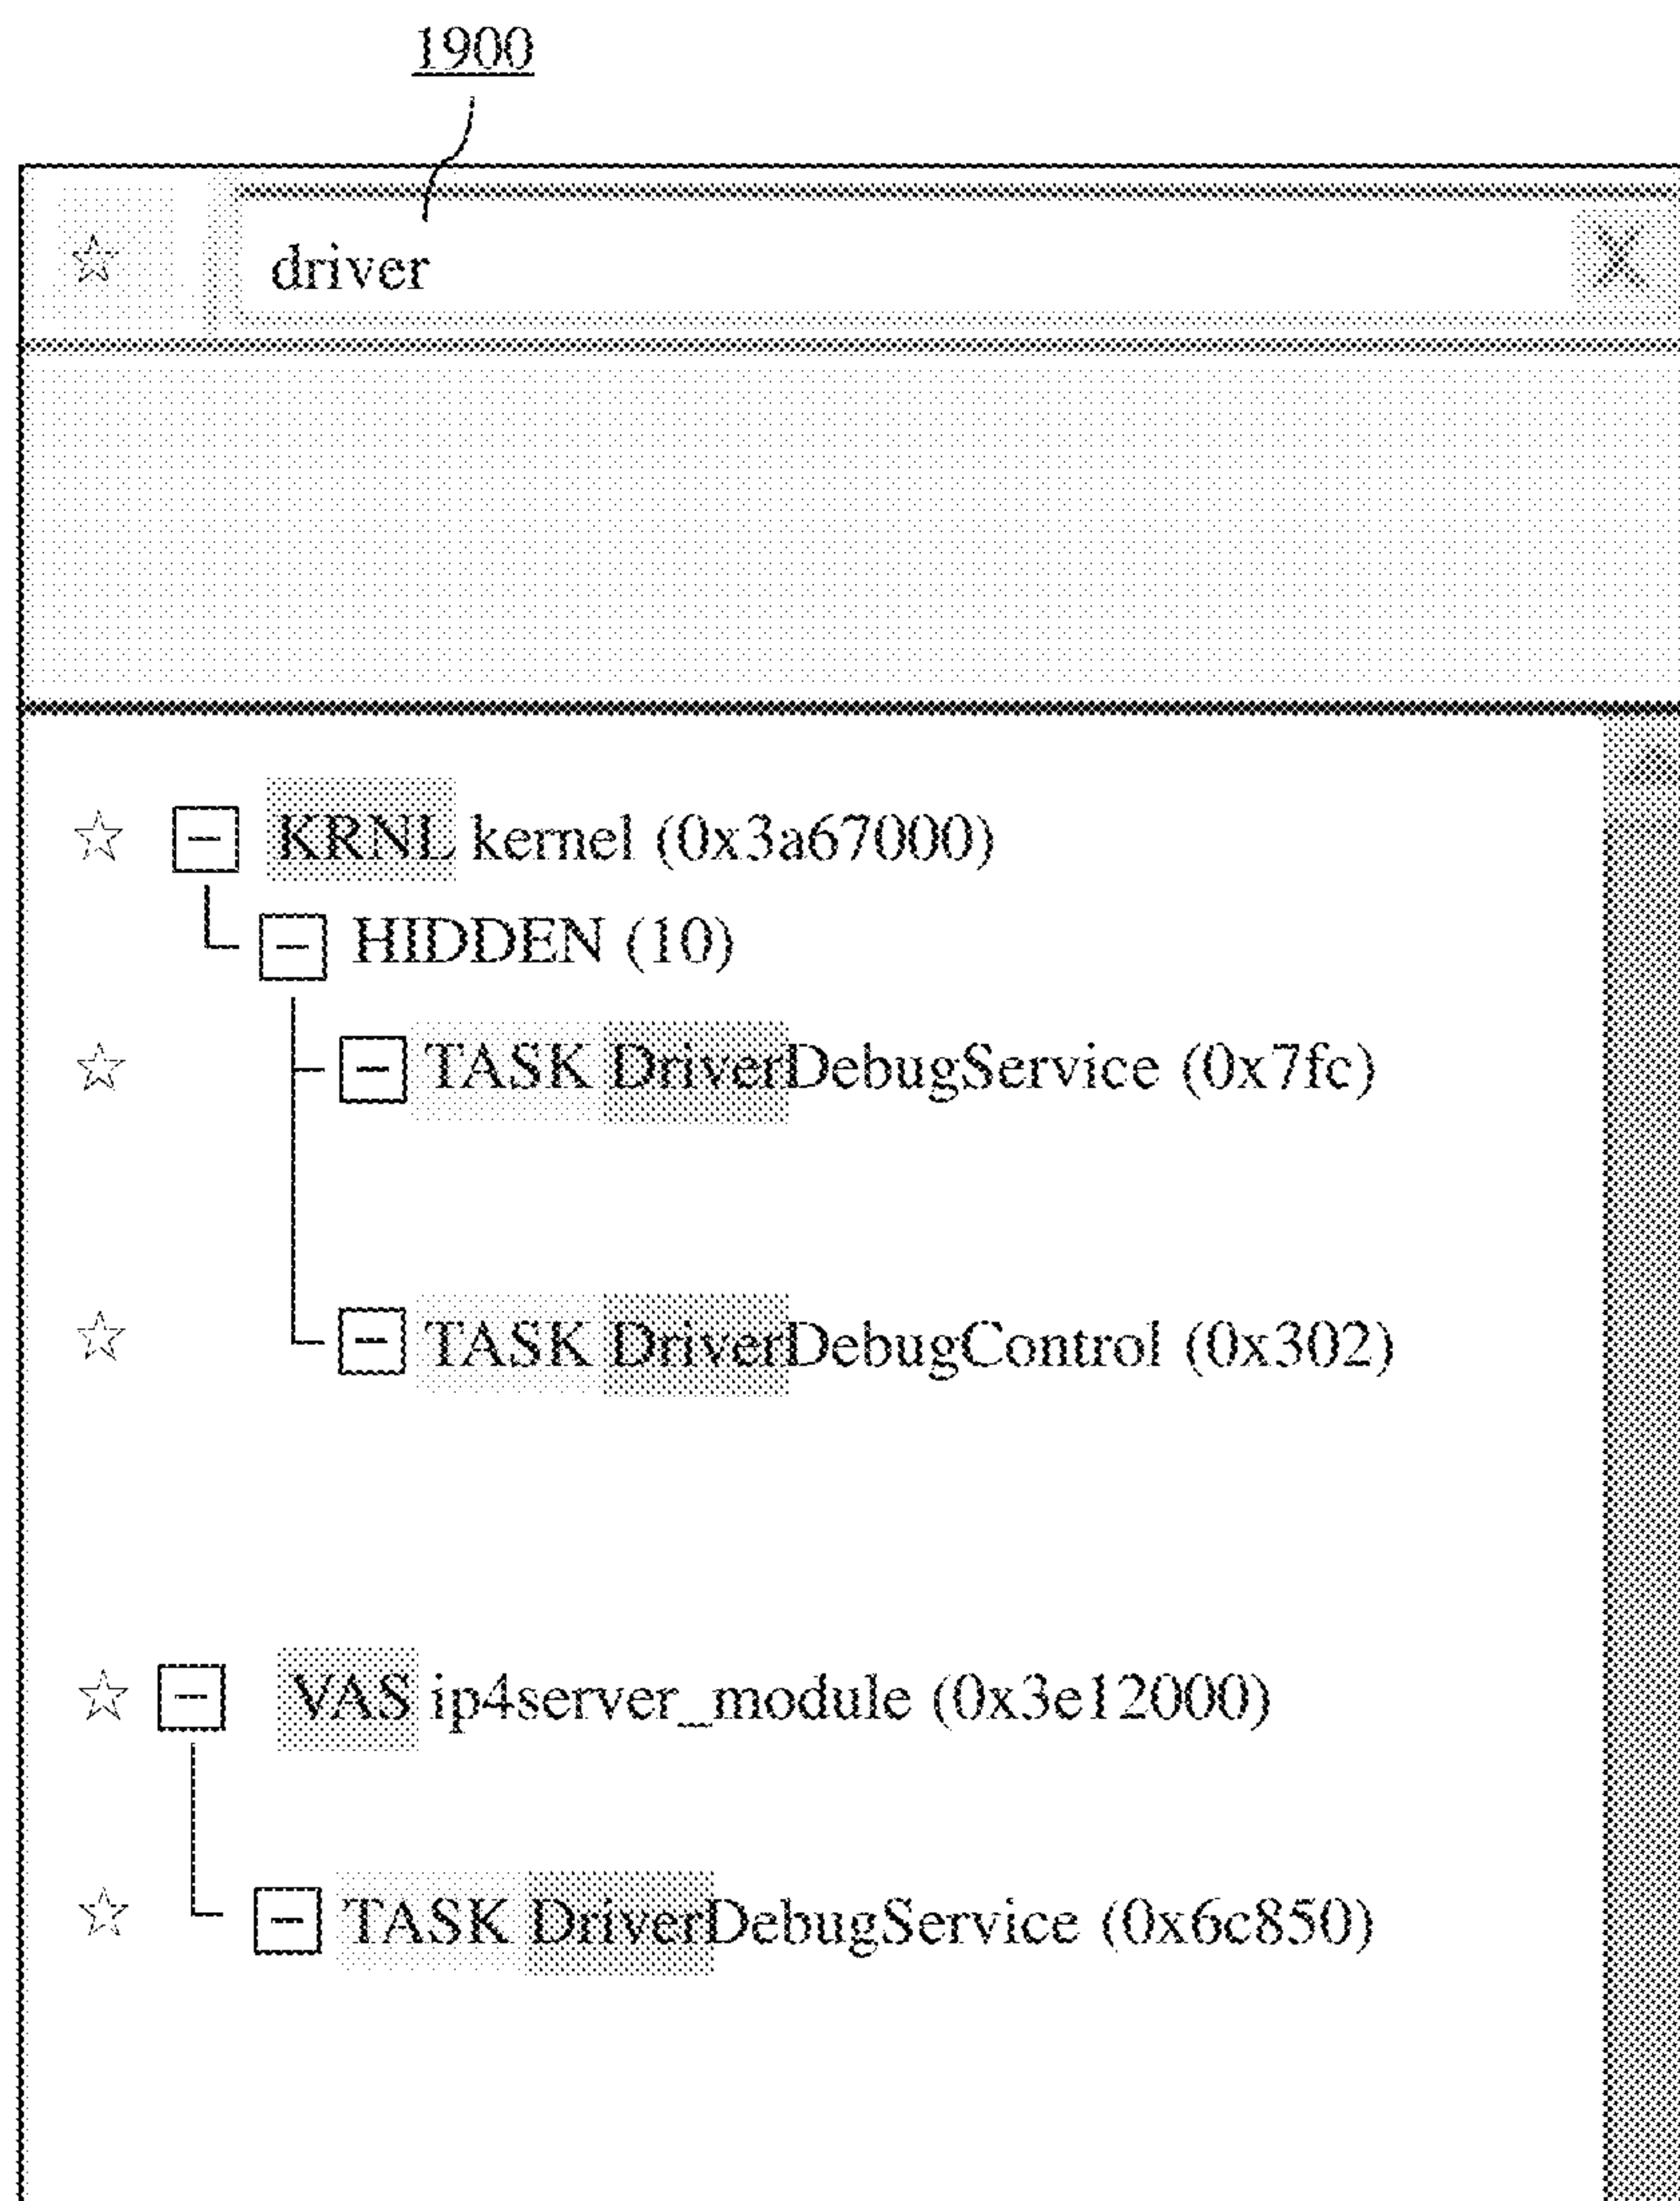 1900
driver
KRNL kernel (0x3a67000)
HIDDEN (10)
TASK DriverDebugService (0x7fc)
TASK DriverDebugControl (0x302)
VAS ip4server_module (0x3e12000)
TASK DriverDebugService (0x6c850)